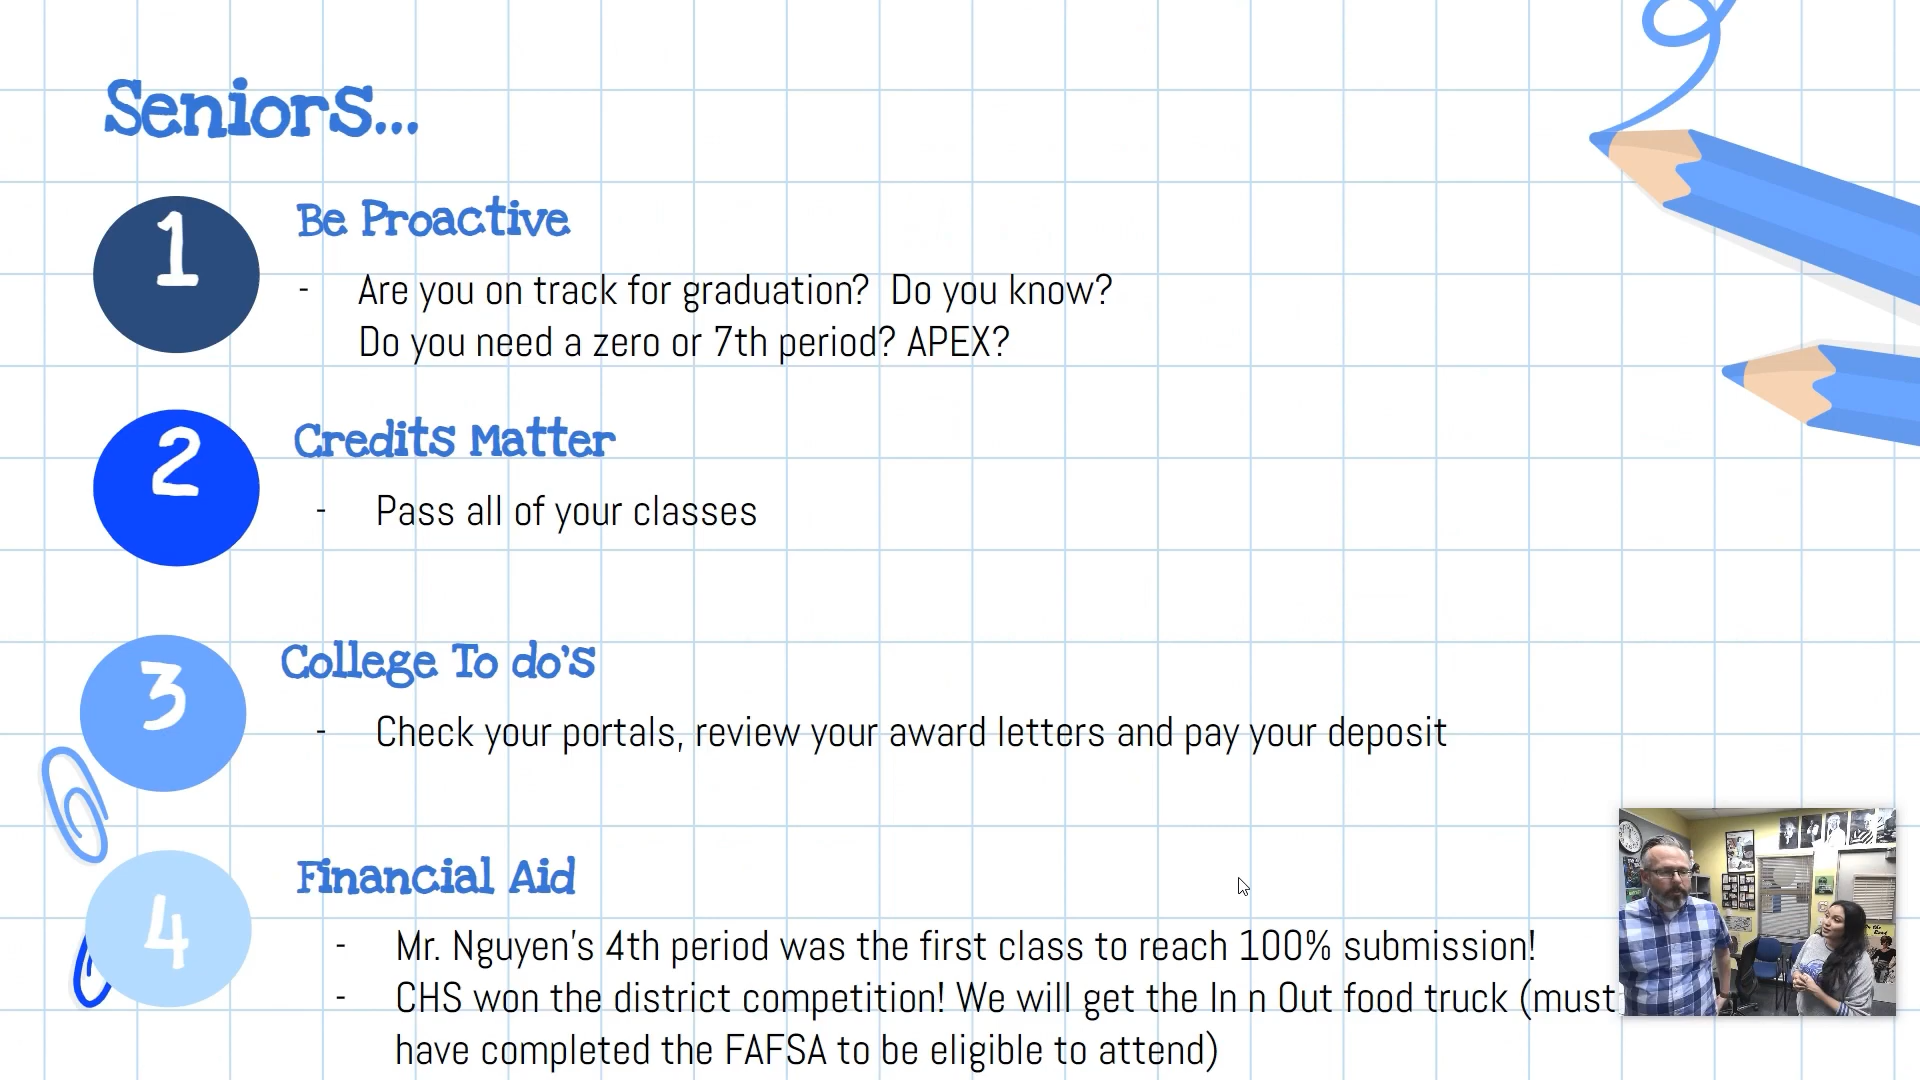 Seniors...
1
Be Proactive
- Are you on track for graduation? Do you know?
Do you need a zero or 7th period? APEX?
2
Credits Matter
- Pass all of your classes
3
College To do's
- Check your portals, review your award letters and pay your deposit
4
Financial Aid
- Mr. Nguyen's 4th period was the first class to reach 100% submission!
- CHS won the district competition! We will get the In n Out food truck (must
have completed the FAFSA to be eligible to attend)